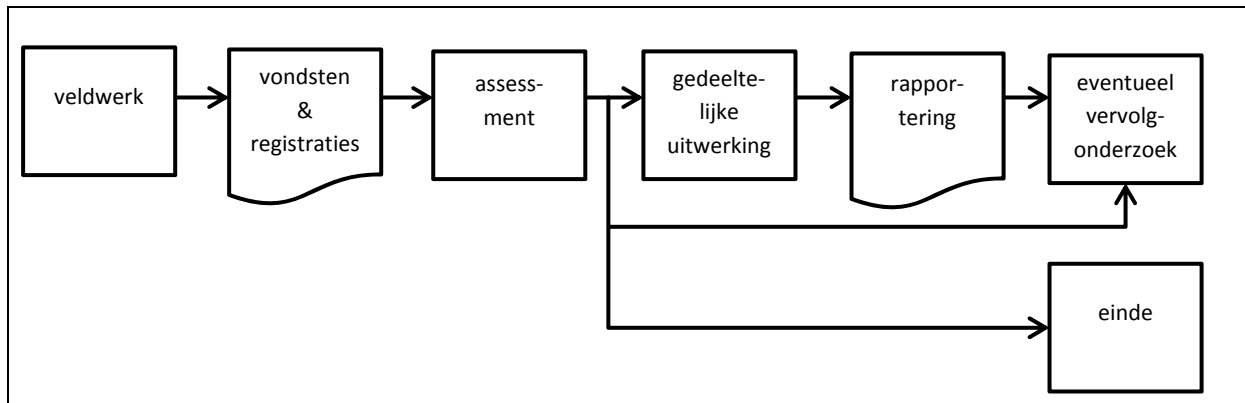 veldwerk
vondsten
&
registraties
assess-
ment
gedeelte-
lijke
uitwerking
rappor-
tering
eventueel
vervolg-
onderzoek
einde